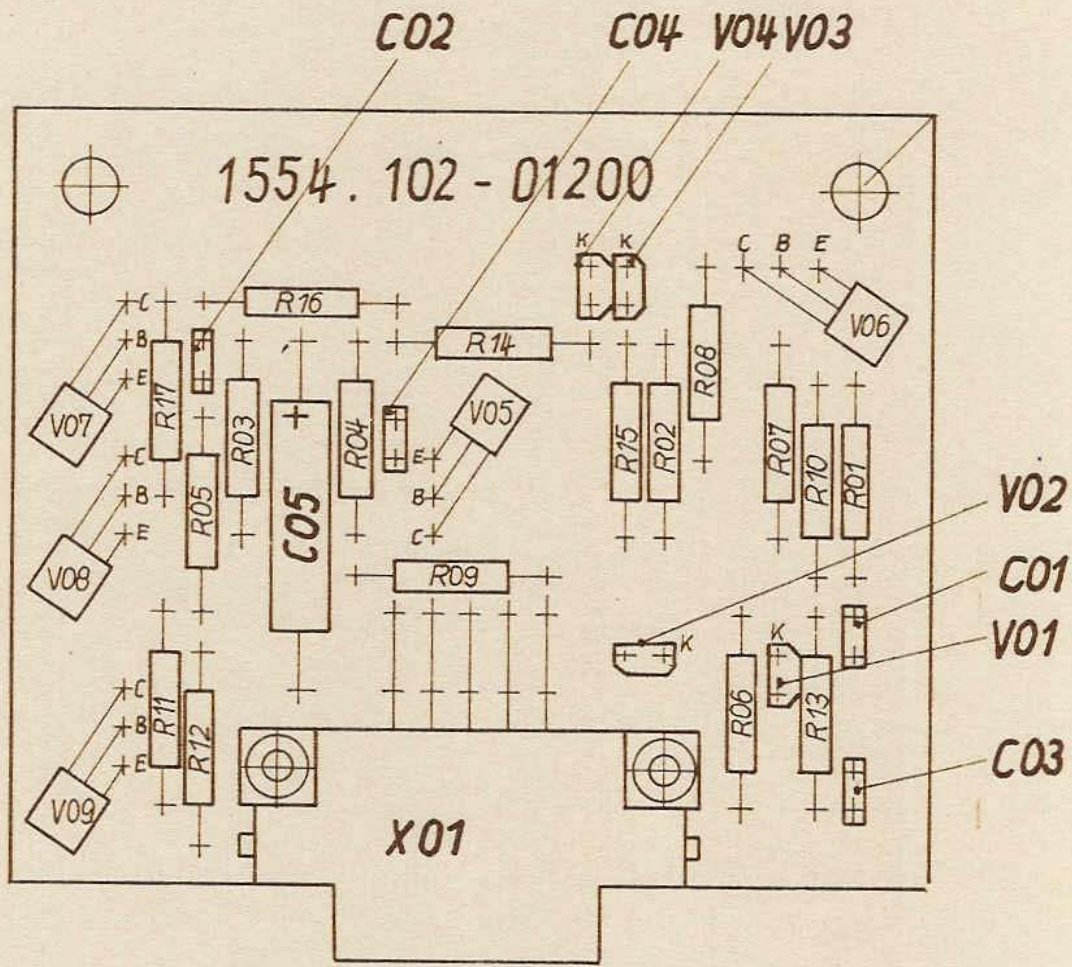 C02 C04 V04 V03
1554.102-01200
K K
C B E
C
R16
B
R14
V06
E
R08
V07
R17
R03
R04
V05
R15
R02
R07
R10
R01
C
E
B
R05
+
C05
B
V02
E
C
V08
R09
C01
K
K
V01
C
R11
R12
R06
R13
B
E
C03
V09
X01